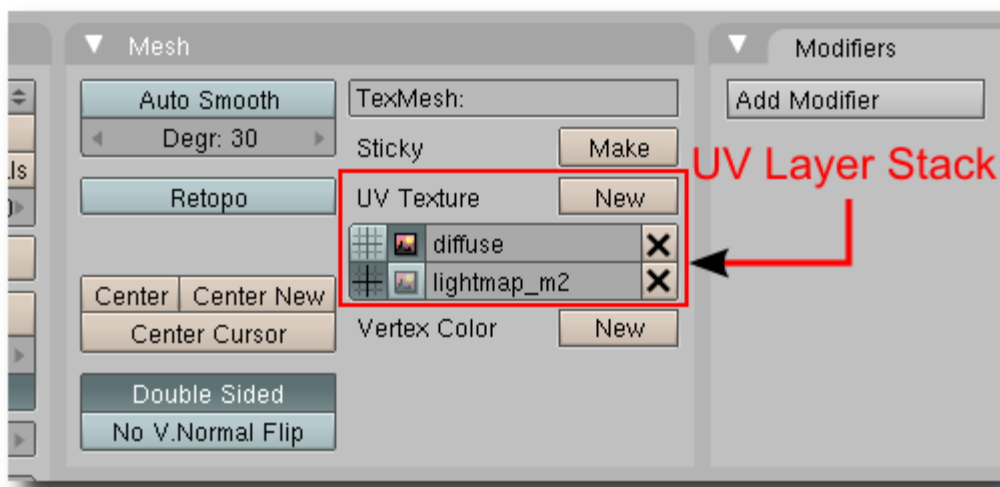 Mesh
Modifiers
Auto Smooth
TexMesh:
Add Modifier
Degr: 30
Sticky
Make
UV Layer Stack
Retopo
UV Texture
New
diffuse
lightmap_m2
Center
Center New
Vertex Color
New
Center Cursor
Double Sided
No V.Normal Flip